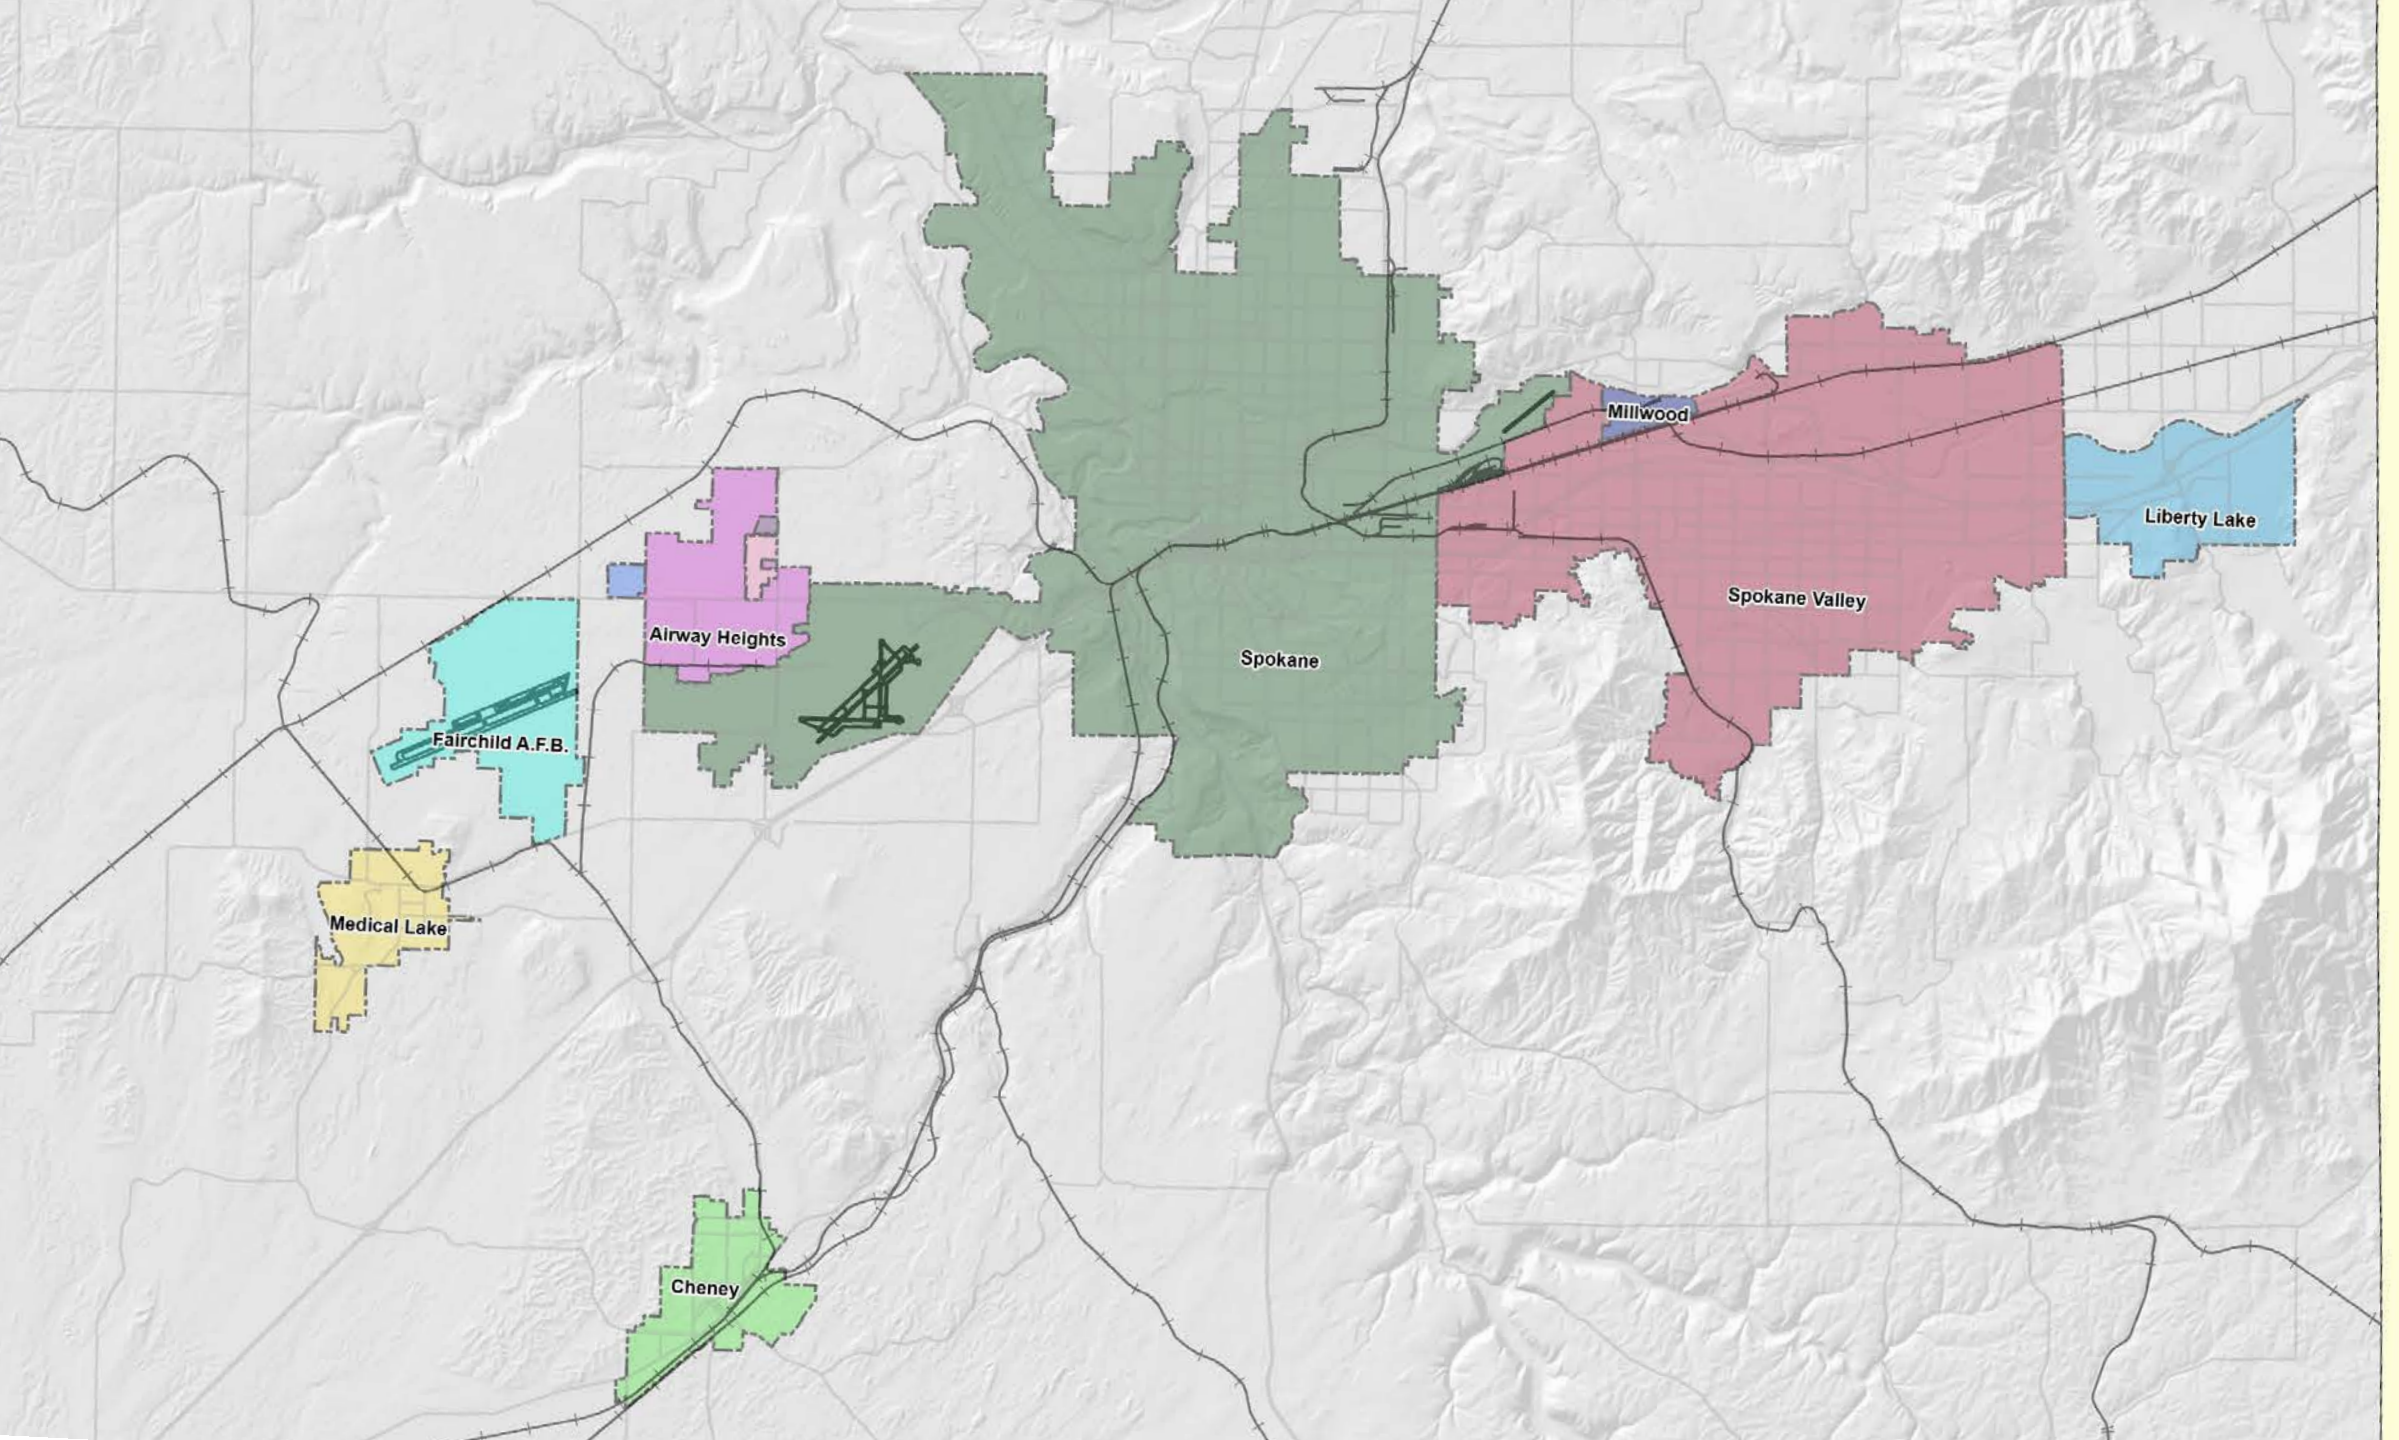 Millwood
Liberty Lake
Spokane Valley
Airway Heights
Spokane
Fairchild A.F.B.
Medical Lake
Cheney